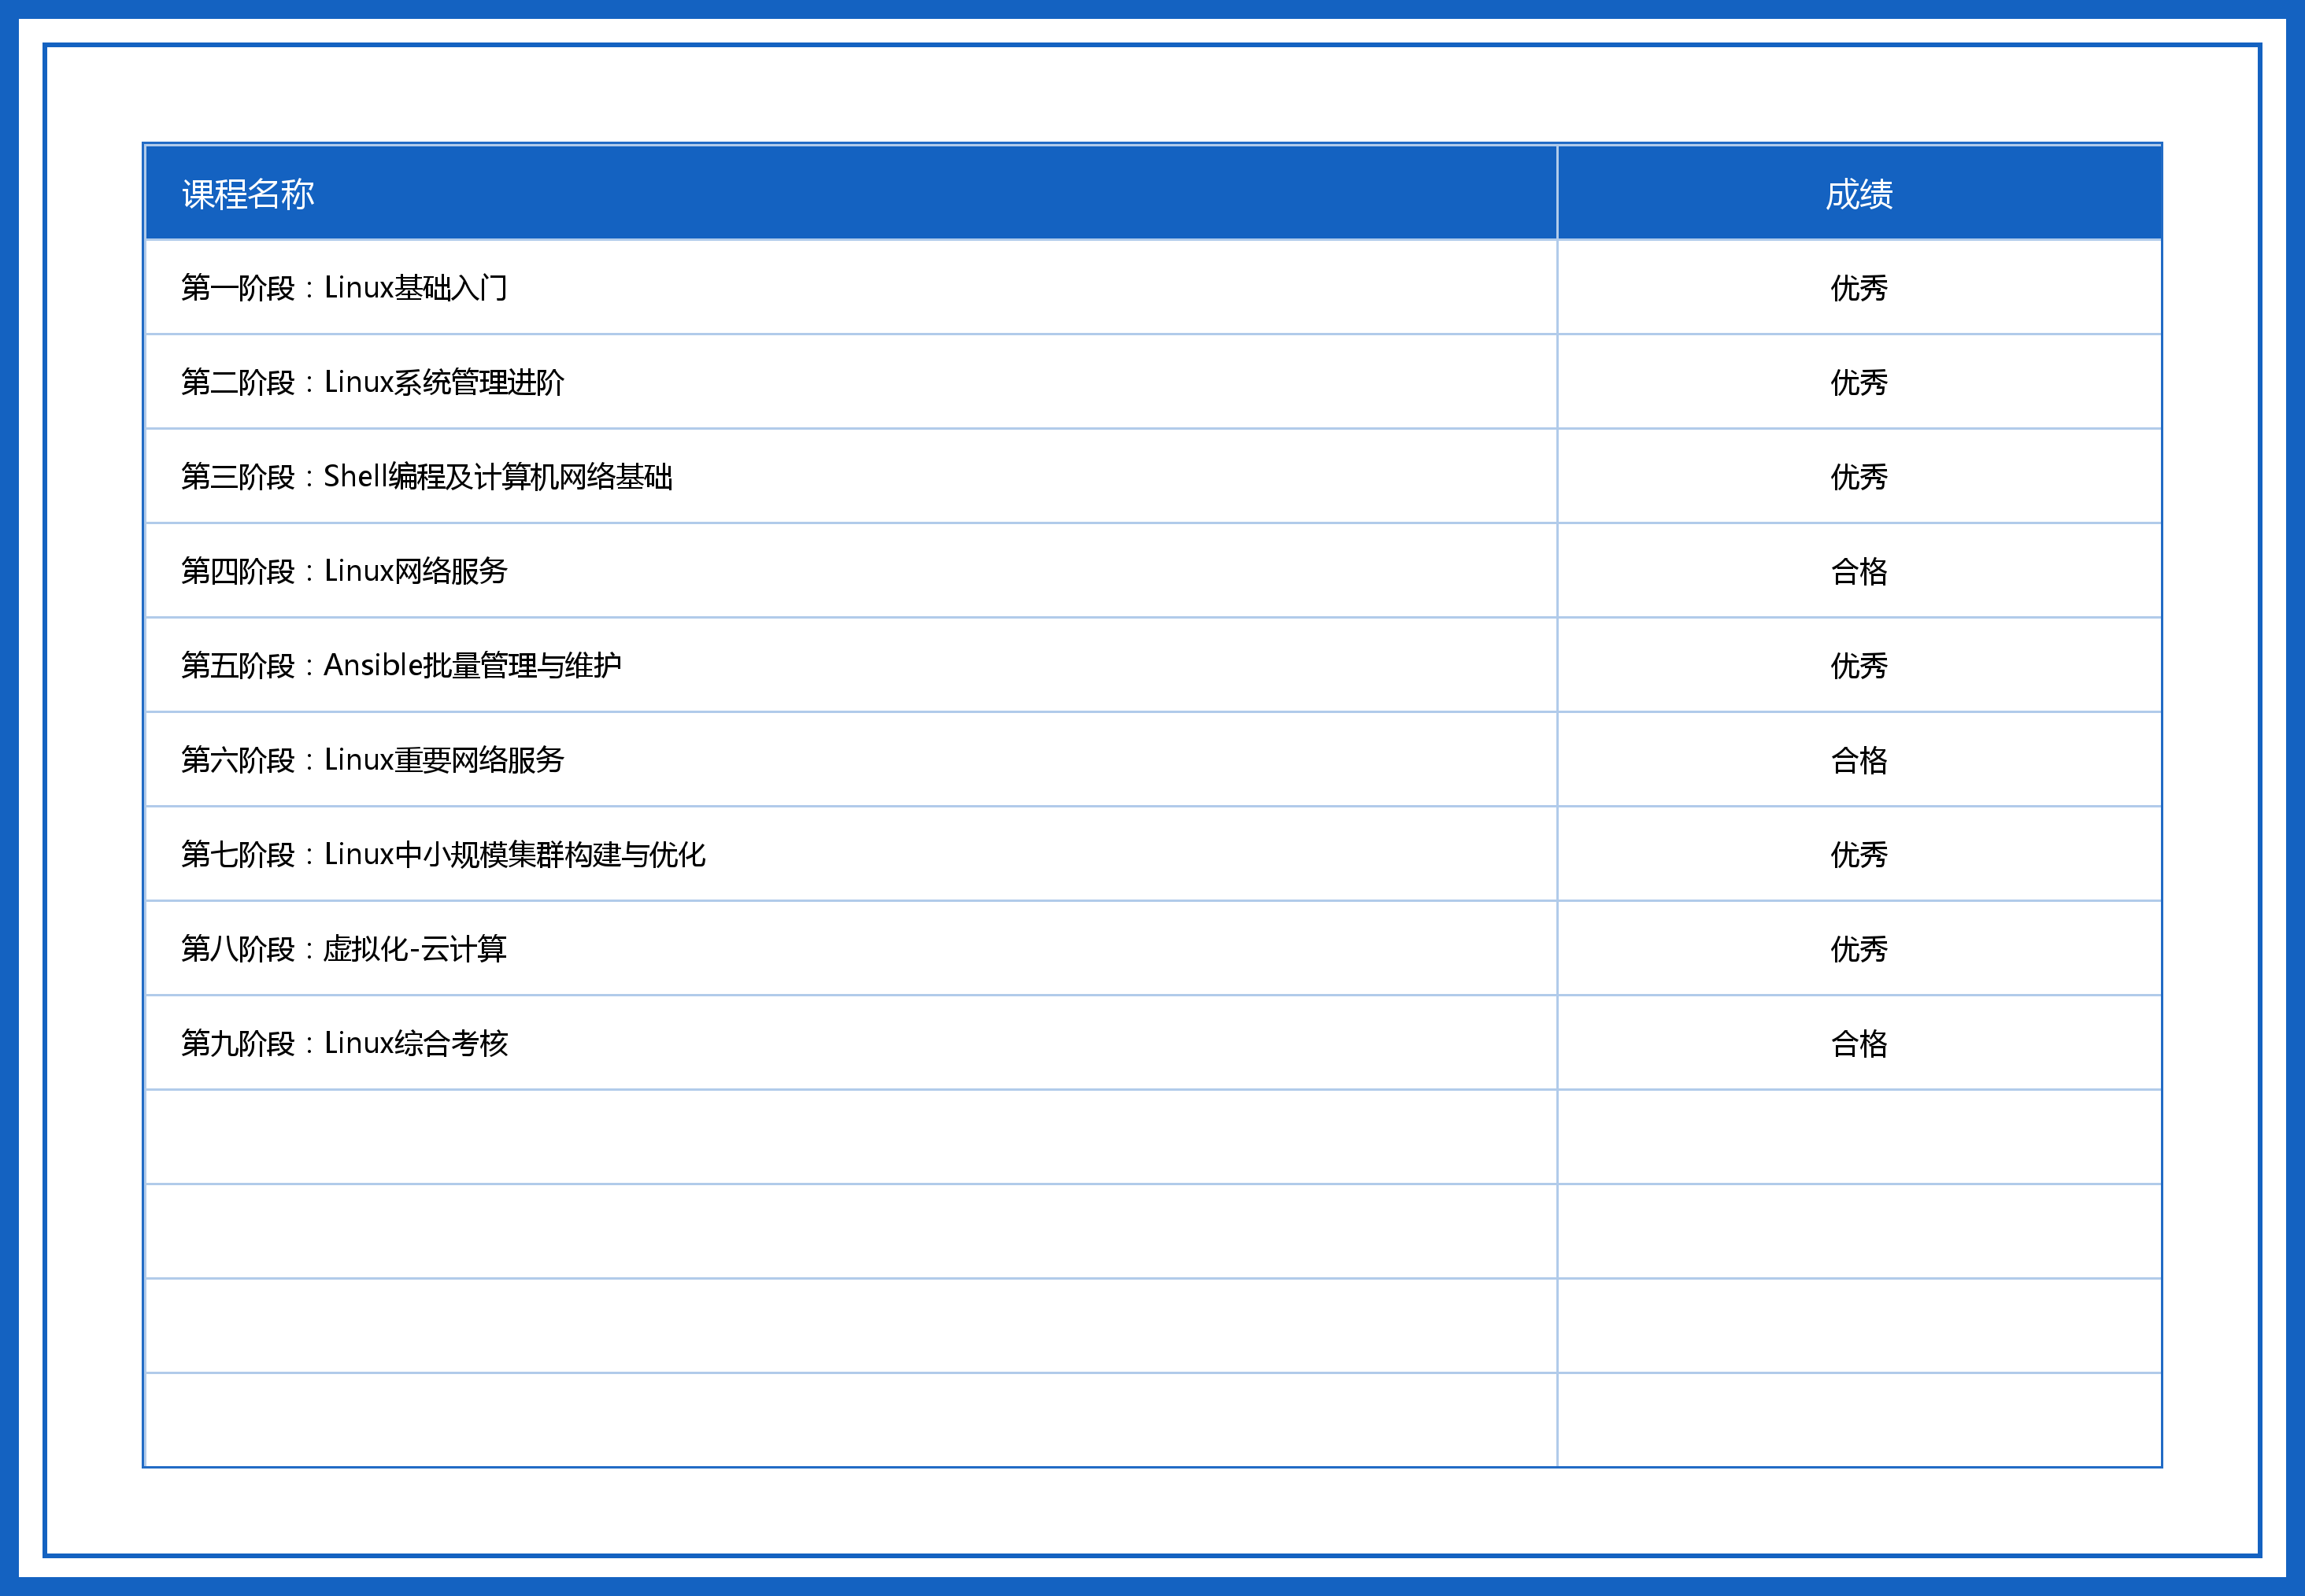 课程名称 成绩
第一阶段：Linux基础入门 优秀
第二阶段：Linux系统管理进阶 优秀
第三阶段：Shell编程及计算机网络基础 优秀
第四阶段：Linux网络服务 合格
第五阶段：Ansible批量管理与维护 优秀
第六阶段：Linux重要网络服务 合格
第七阶段：Linux中小规模集群构建与优化 优秀
第八阶段：虚拟化-云计算 优秀
第九阶段：Linux综合考核 合格